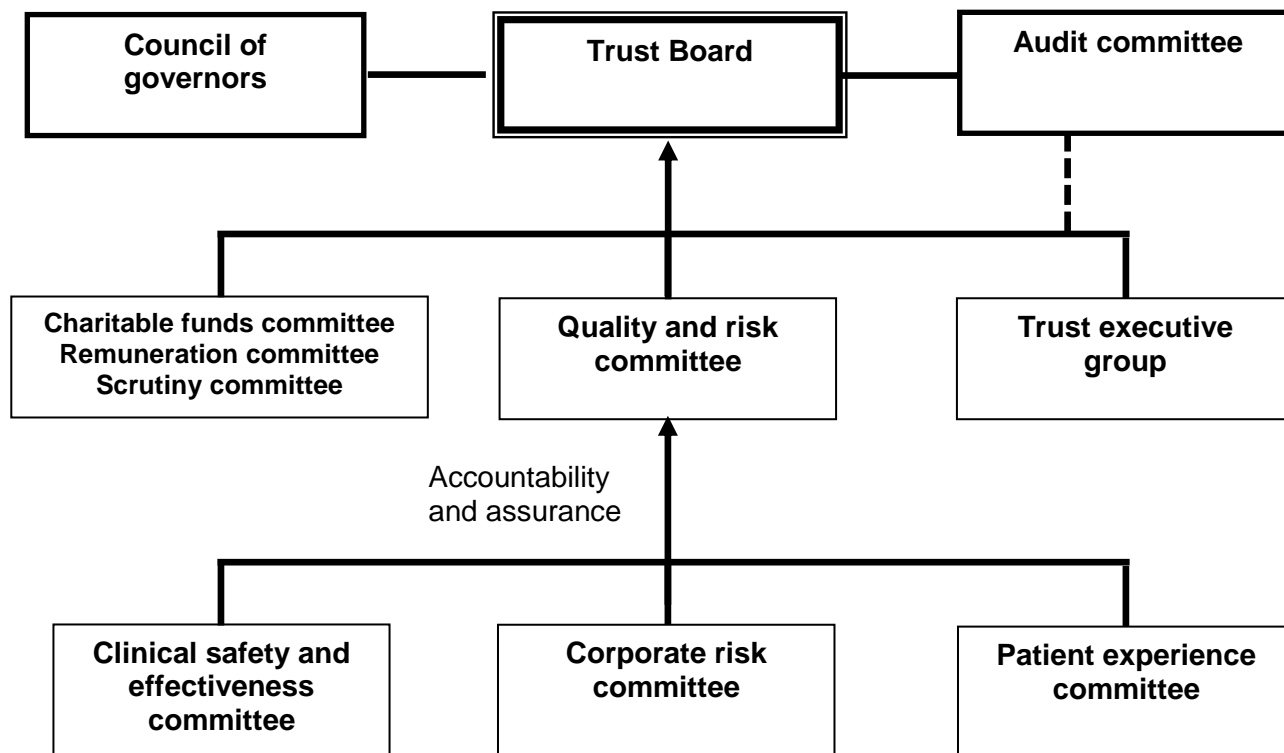 Council of
governors
Trust Board
Audit committee
Charitable funds committee
Remuneration committee
Scrutiny committee
Quality and risk
committee
Trust executive
group
Accountability
and assurance
Clinical safety and
effectiveness
committee
Corporate risk
committee
Patient experience
committee